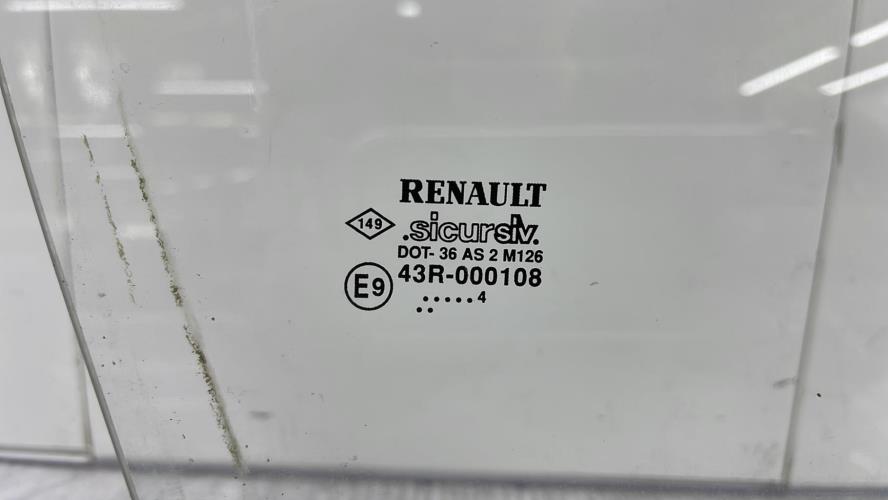 RENAULT
149
.sicursiv.
DOT- 36 AS 2 M126
E9
43R-000108
.....4
..